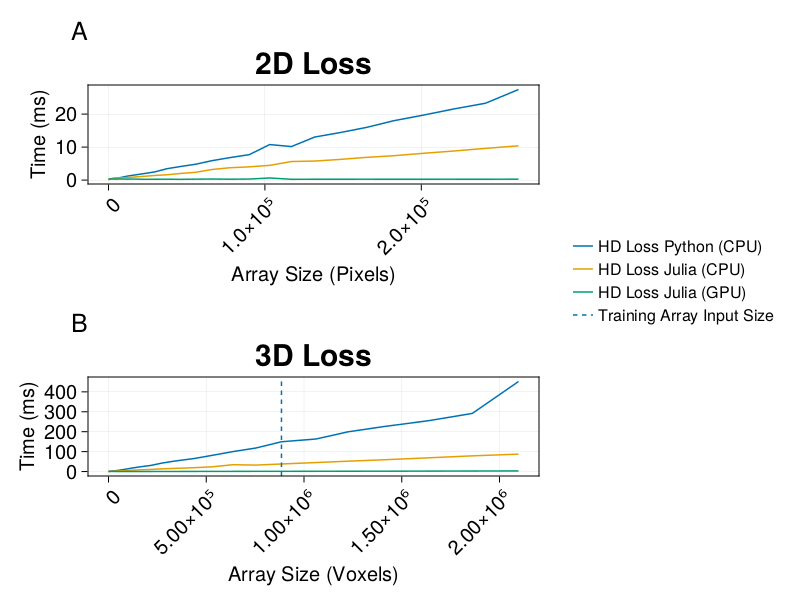 A
2D Loss
Time (ms)
20
10
0
0
1.0×10⁵
2.0×10⁵
Array Size (Pixels)
HD Loss Python (CPU)
HD Loss Julia (CPU)
HD Loss Julia (GPU)
Training Array Input Size
B
3D Loss
Time (ms)
400
300
200
100
0
0
5.00×10⁵
1.00×10⁶
1.50×10⁶
2.00×10⁶
Array Size (Voxels)